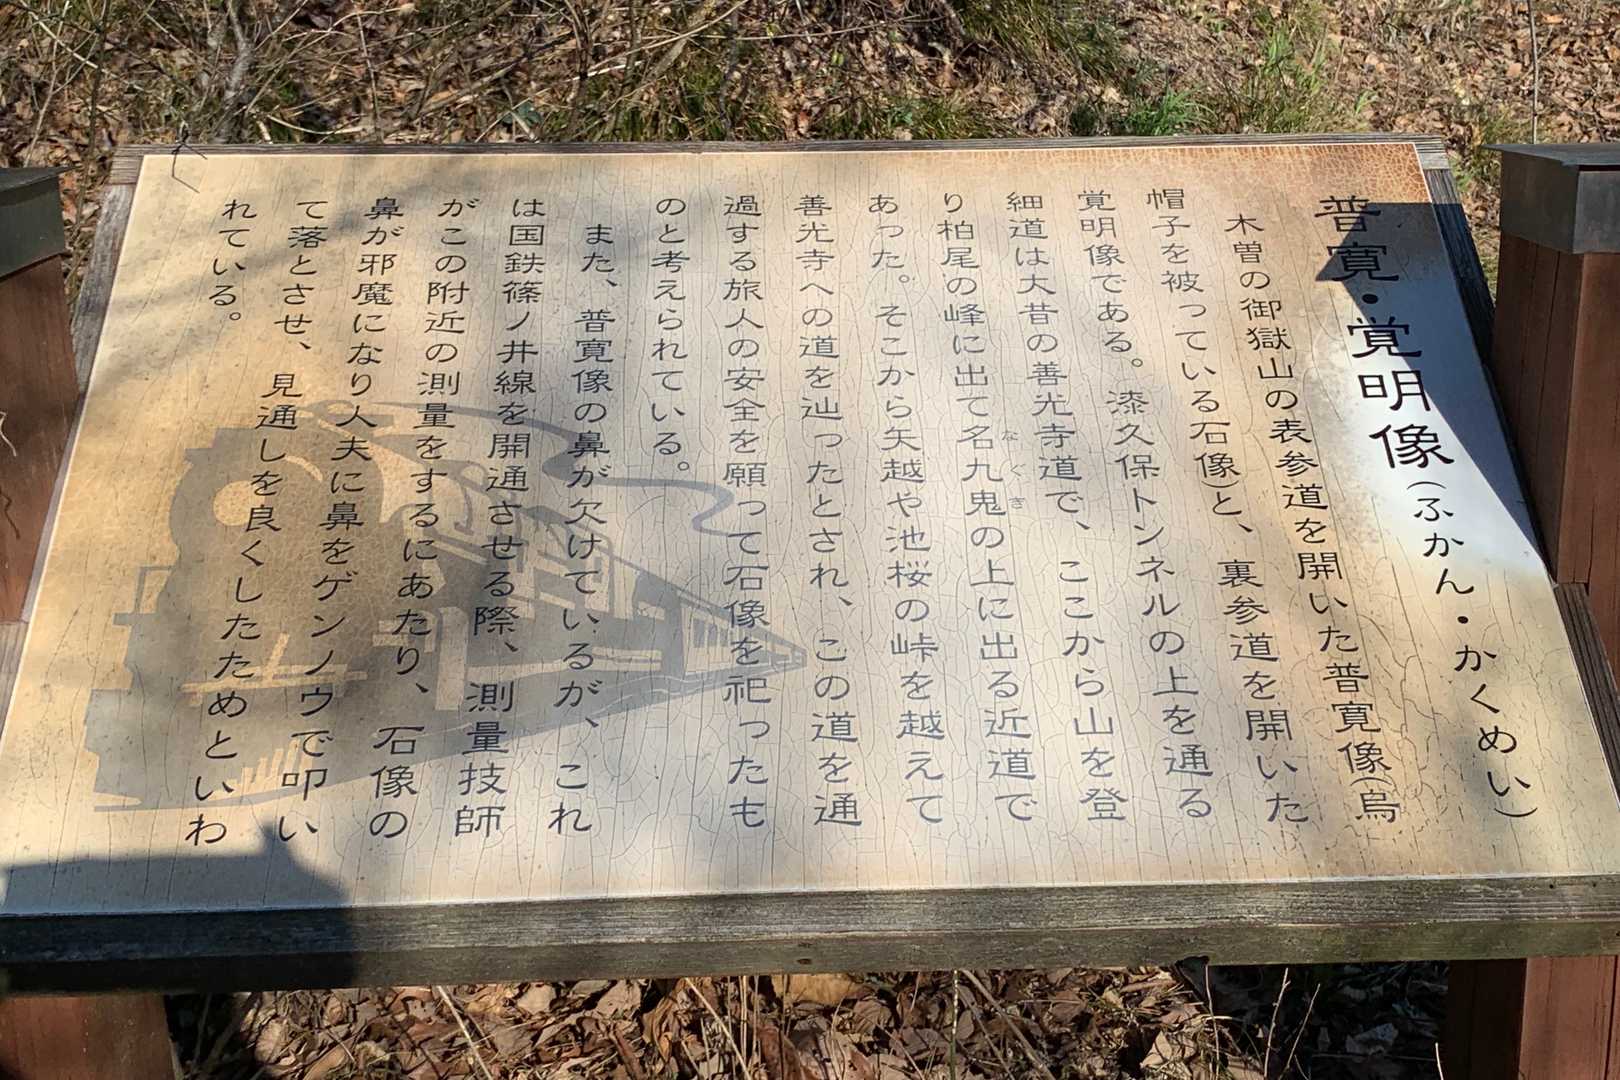 普寛・覚明像(ふかん・かくめい)
木曽の御嶽山の表参道を開いた普寛像(烏
帽子を被っている石像)と、裏参道を開いた
覚明像である。漆久保トンネルの上を通る
細道は大昔の善光寺道で、ここから山を登
り柏尾の峰に出て名九鬼の上に出る近道で
なぐき
あった。そこから矢越や池桜の峠を越えて
善光寺への道を辿ったとされ、この道を通
過する旅人の安全を願って石像を祀ったも
のと考えられている。
また、普寛像の鼻が欠けているが、これ
は国鉄篠ノ井線を開通させる際、測量技師
がこの附近の測量をするにあたり、石像の
鼻が邪魔になり人夫に鼻をゲンノウで叩い
て落とさせ、見通しを良くしたためといわ
れている。